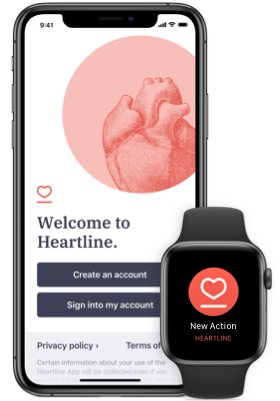 9:41
Welcome to
Heartline.
Create an account
Sign into my account
Privacy policy ›
Terms of
Certain information about your use of the
Heartline App will be collected even if you
New Action
HEARTLINE